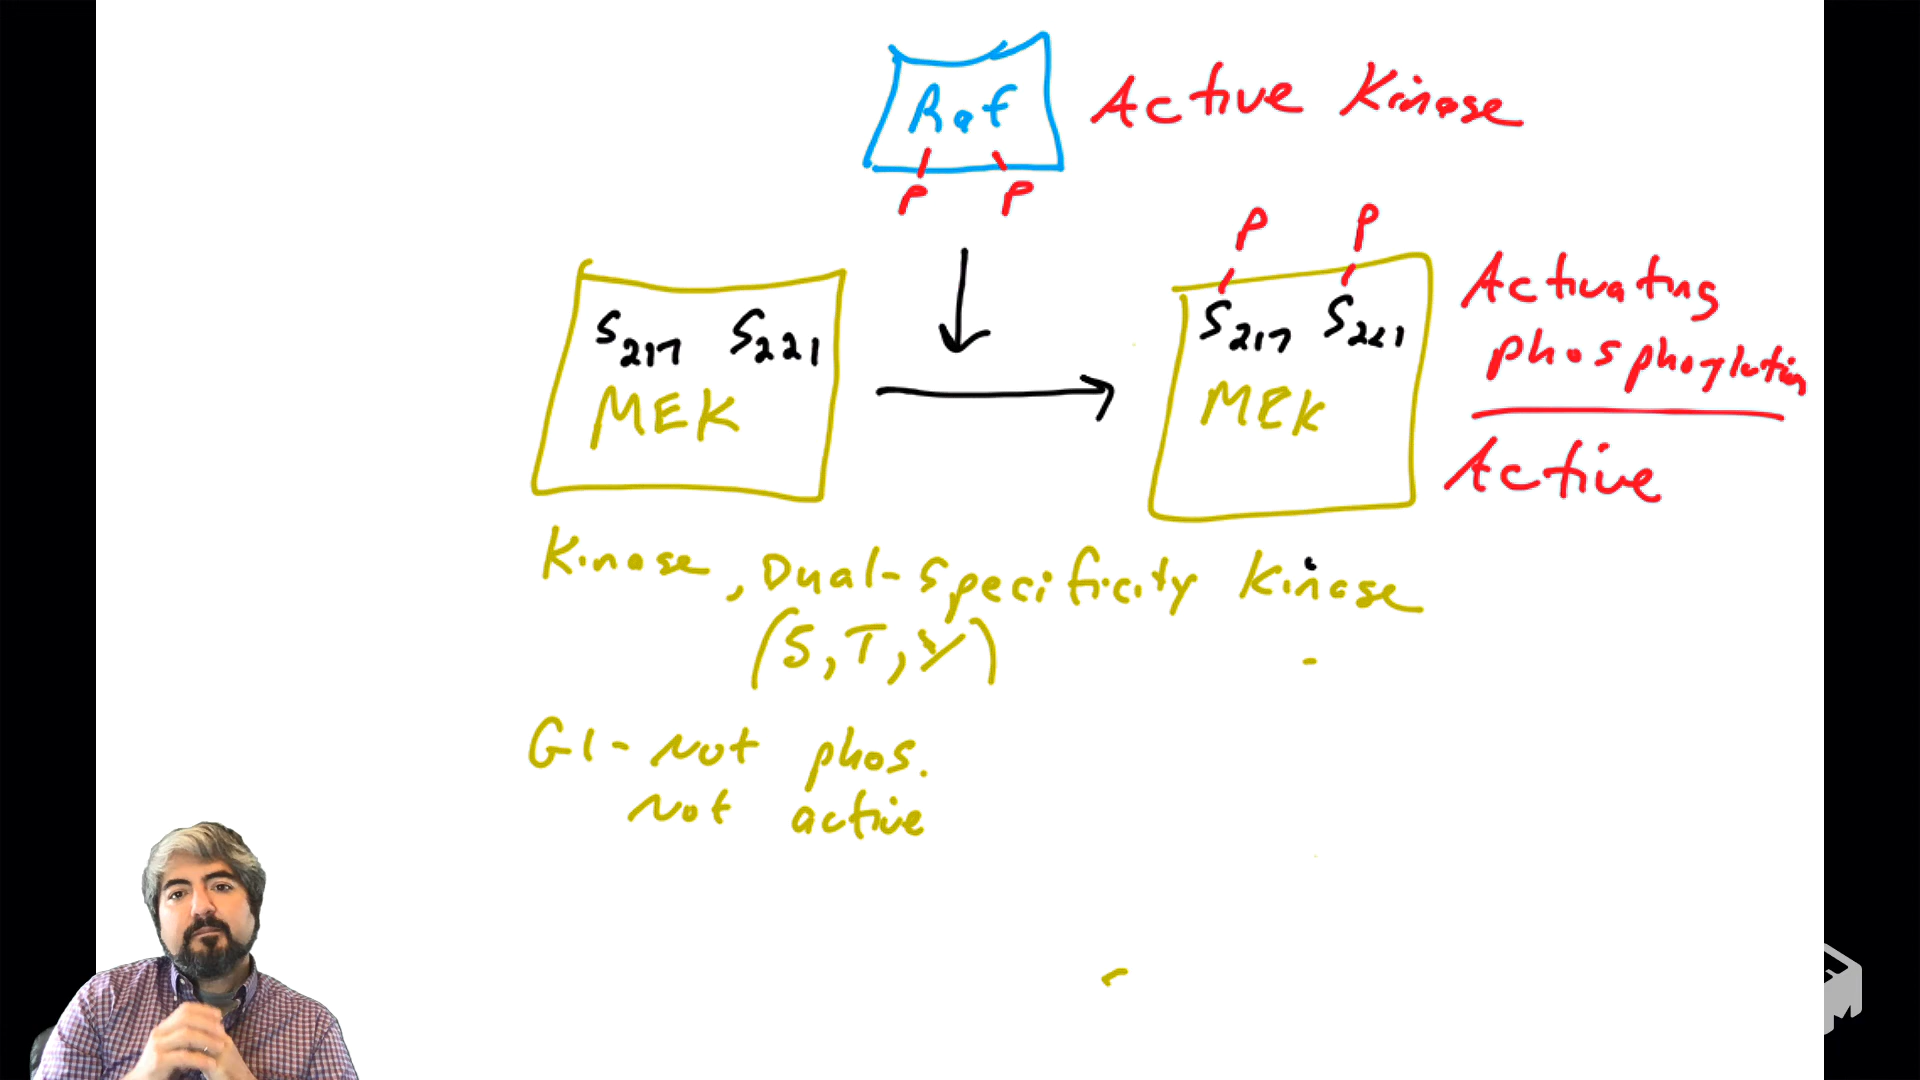 Raf Active Kinase
P P
P P
S217 S221
MEK
S217 S221
MEK
Activating
phosphorylation
Active
Kinase, Dual-Specificity Kinase
(S, T, Y)
G1 - Not phos.
Not active